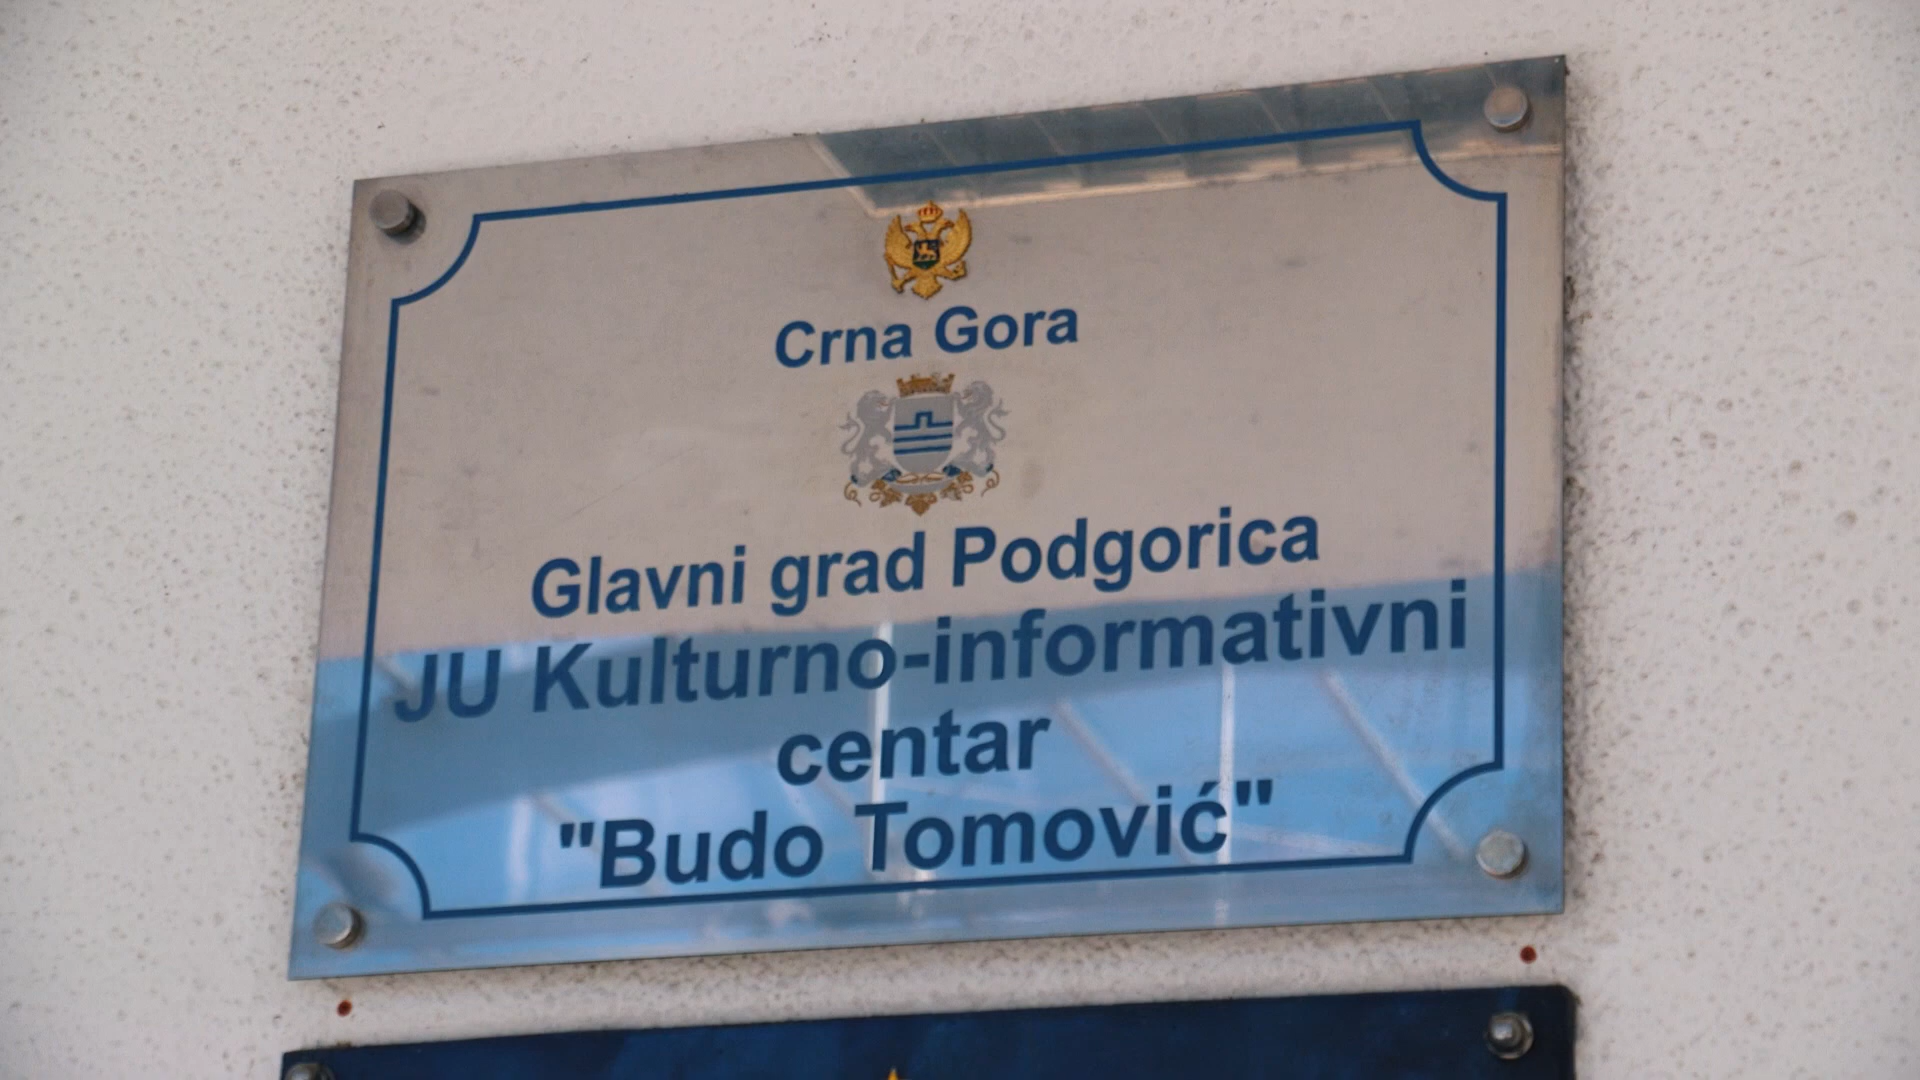 Crna Gora
Glavni grad Podgorica
JU Kulturno-informativni
centar
"Budo Tomović"